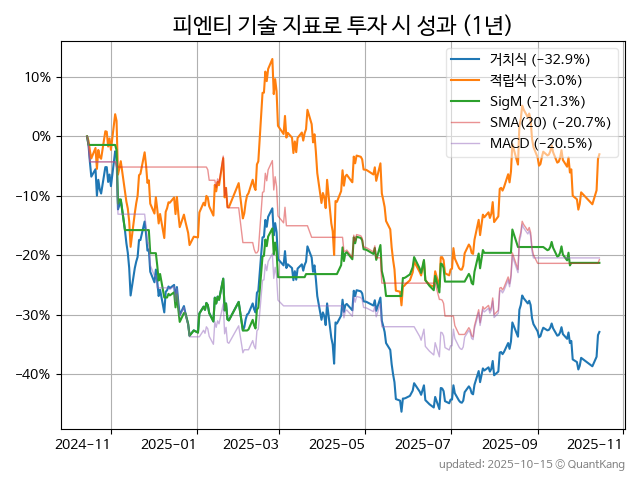 피엔티 기술 지표로 투자 시 성과 (1년)
거치식 (−32.9%)
적립식 (−3.0%)
SigM (−21.3%)
SMA(20) (−20.7%)
MACD (−20.5%)
10%
0%
−10%
−20%
−30%
−40%
2024-11 2025-01 2025-03 2025-05 2025-07 2025-09 2025-11
updated: 2025-10-15 © QuantKang